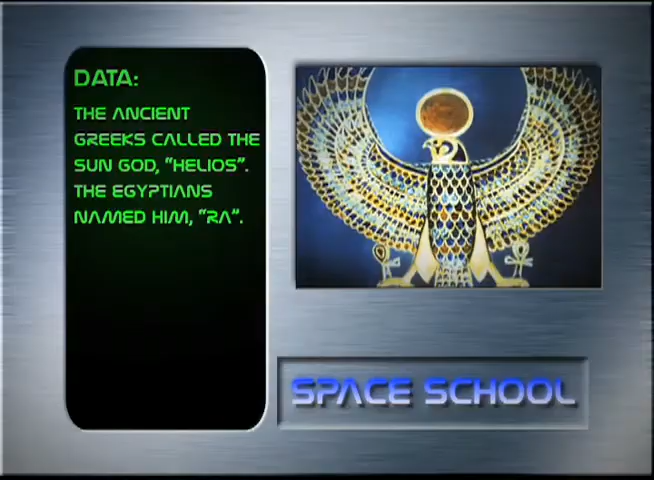 DATA:
THE ANCIENT
GREEKS CALLED THE
SUN GOD, "HELIOS".
THE EGYPTIANS
NAMED HIM, "RA".
SPACE SCHOOL